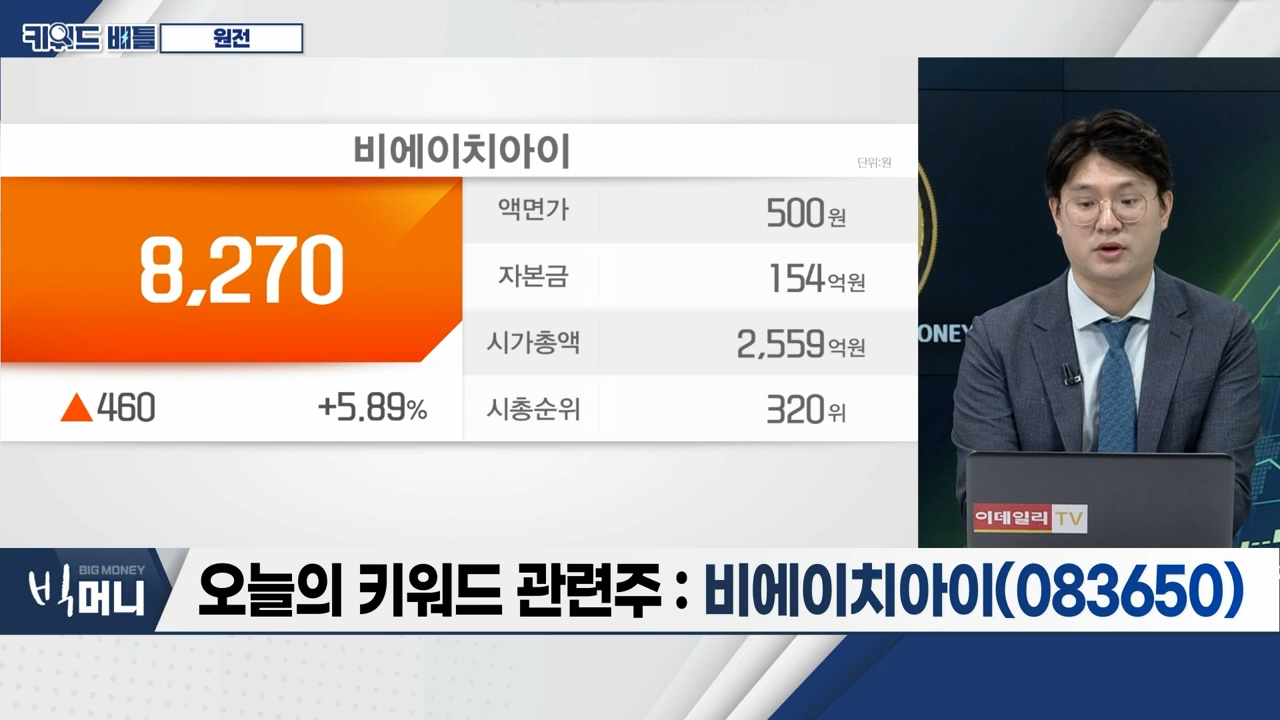 키워드 배틀 원전
비에이치아이
단위:원
8,270
▲460 +5.89%
액면가 500원
자본금 154억원
시가총액 2,559억원
시총순위 320위
ONEY
이데일리TV
BIG MONEY
빅머니
오늘의 키워드 관련주 : 비에이치아이(083650)